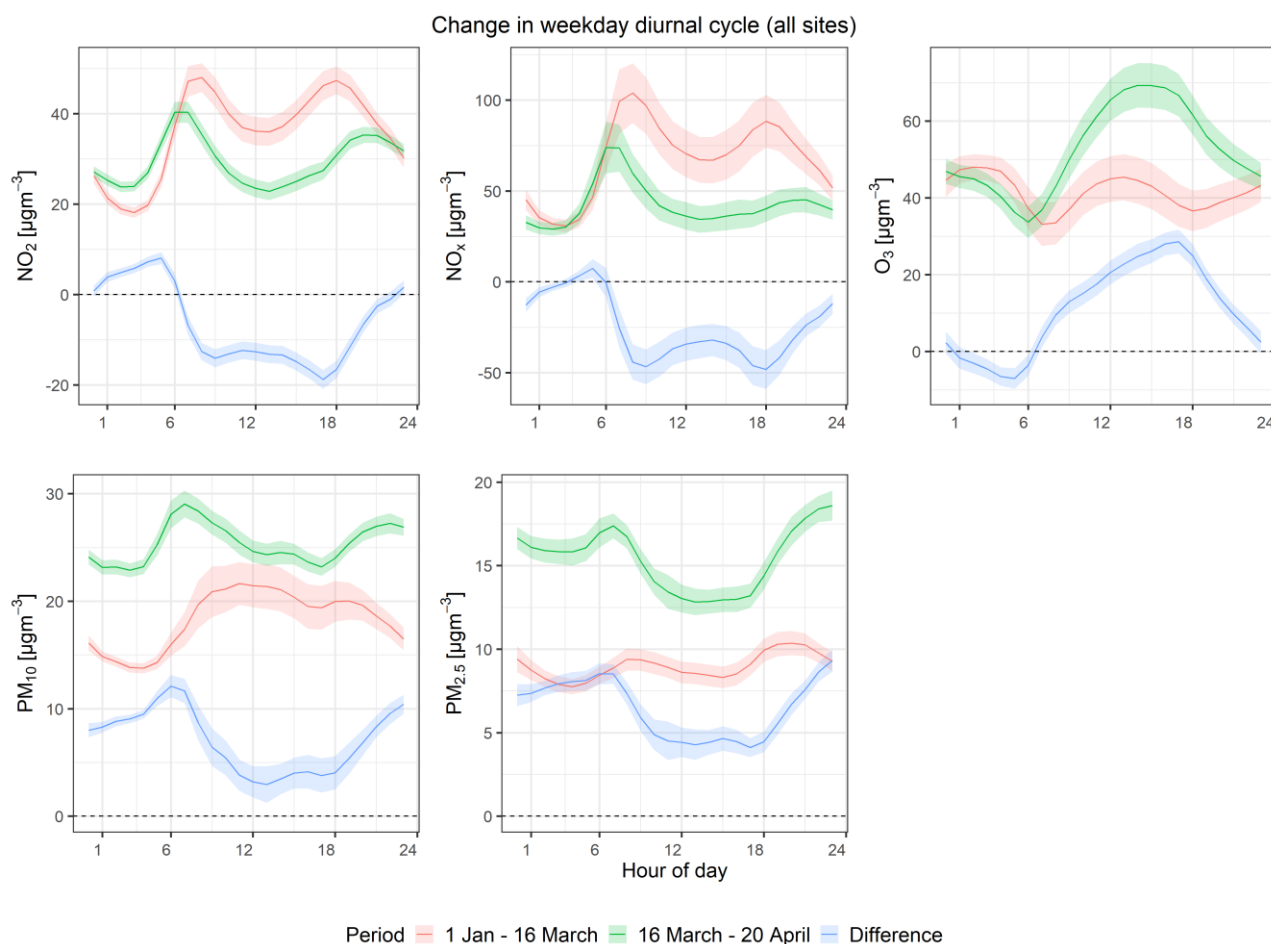 Change in weekday diurnal cycle (all sites)
NO₂ [µgm⁻³]
40
20
0
-20
1 6 12 18 24
NOₓ [µgm⁻³]
100
50
0
-50
1 6 12 18 24
O₃ [µgm⁻³]
60
40
20
0
1 6 12 18 24
PM₁₀ [µgm⁻³]
30
20
10
0
1 6 12 18 24
PM₂.₅ [µgm⁻³]
20
15
10
5
0
1 6 12 18 24
Hour of day
Period 1 Jan - 16 March 16 March - 20 April Difference